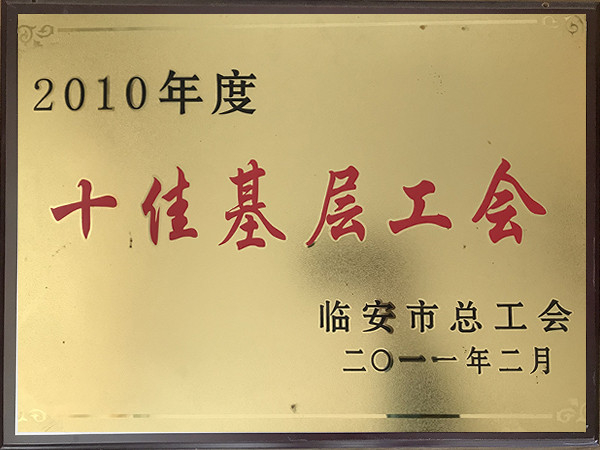 2010年度
十佳基层工会
临安市总工会
二〇一一年二月